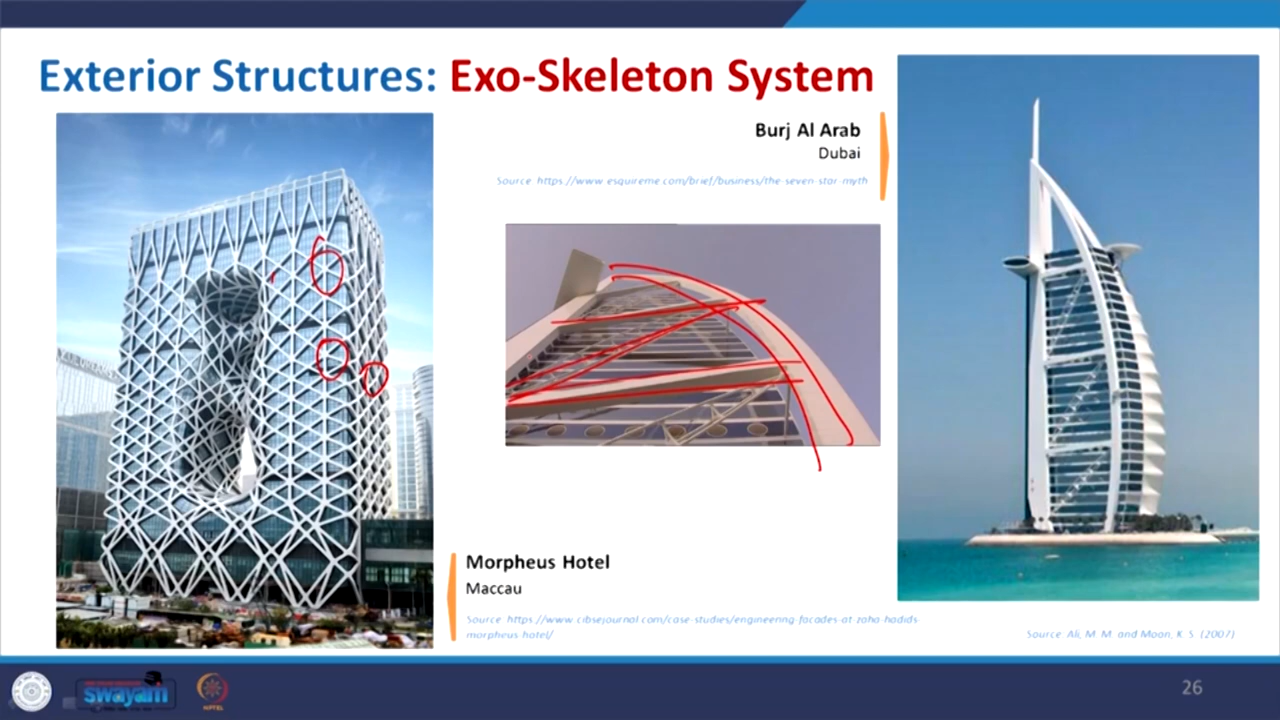 Exterior Structures: Exo-Skeleton System
Burj Al Arab
Dubai
Source https://www.esquireme.com/brief/business/the-seven-star-myth
Morpheus Hotel
Maccau
Source https://www.cibsejournal.com/case-studies/engineering-facades-at-zaha-hadids-
morpheus-hotel/
Source Ali, M. M. and Moon, K. S. (2007)
swayam
NPTEL
26